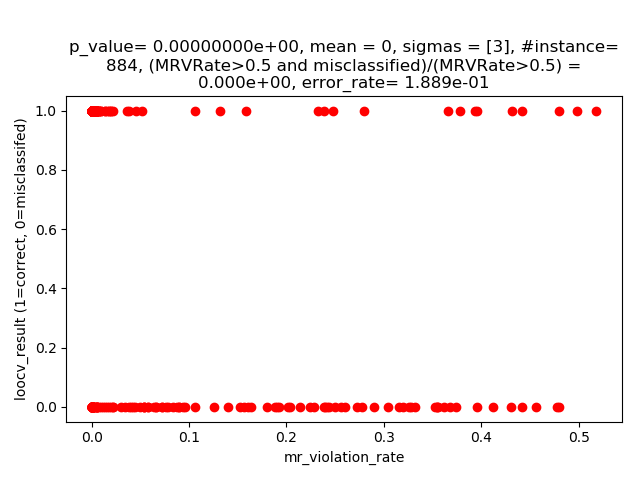 p_value= 0.00000000e+00, mean = 0, sigmas = [3], #instance=
884, (MRVRate>0.5 and misclassified)/(MRVRate>0.5) =
0.000e+00, error_rate= 1.889e-01
1.0
0.8
0.6
0.4
0.2
0.0
loocv_result (1=correct, 0=misclassifed)
0.0 0.1 0.2 0.3 0.4 0.5
mr_violation_rate